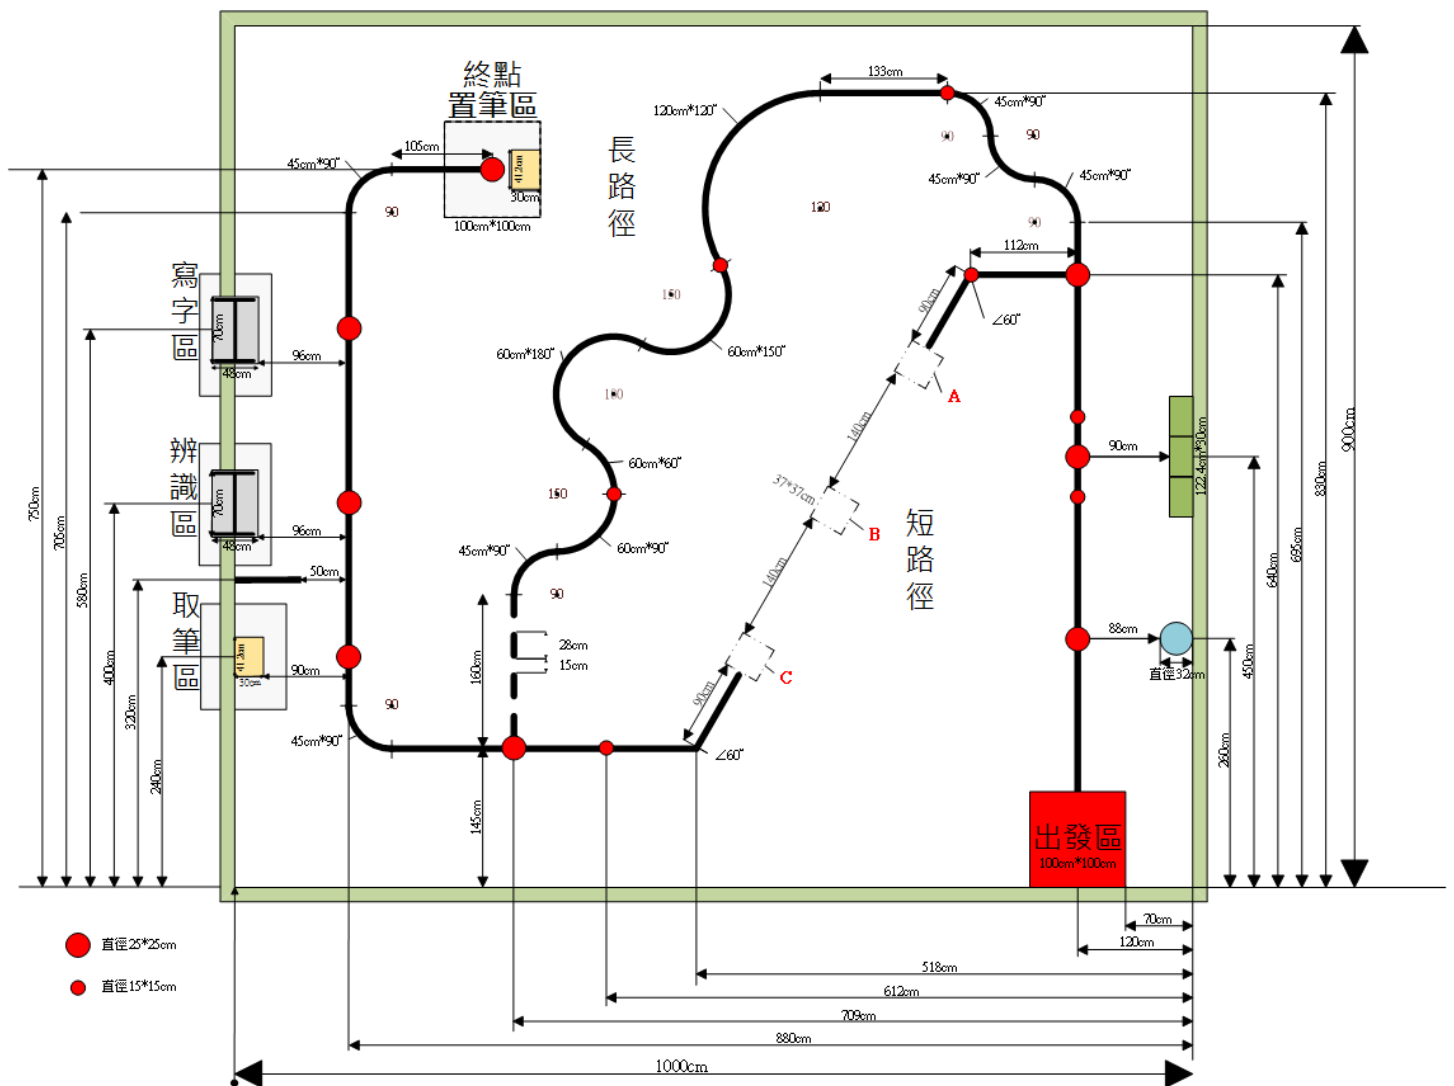 終點
置筆區
105cm
41.2cm
30cm
100cm*100cm
45cm*90°
90
長
路
徑
120cm*120°
133cm
45cm*90°
90
90
45cm*90°
45cm*90°
90
120
112cm
∠60°
90cm
150
60cm*150°
60cm*180°
180
60cm*60°
150
60cm*90°
45cm*90°
90
A
140cm
37*37cm
B
140cm
C
90cm
∠60°
短
路
徑
寫
字
區
70cm
48cm
96cm
辨
識
區
70cm
48cm
96cm
50cm
取
筆
區
41.2cm
30cm
90cm
90
45cm*90°
28cm
15cm
160cm
145cm
90cm
122.4cm*30cm
88cm
直徑32cm
出發區
100cm*100cm
750cm
705cm
580cm
400cm
320cm
240cm
260cm
450cm
640cm
695cm
830cm
900cm
70cm
120cm
518cm
612cm
709cm
880cm
1000cm
直徑25*25cm
直徑15*15cm